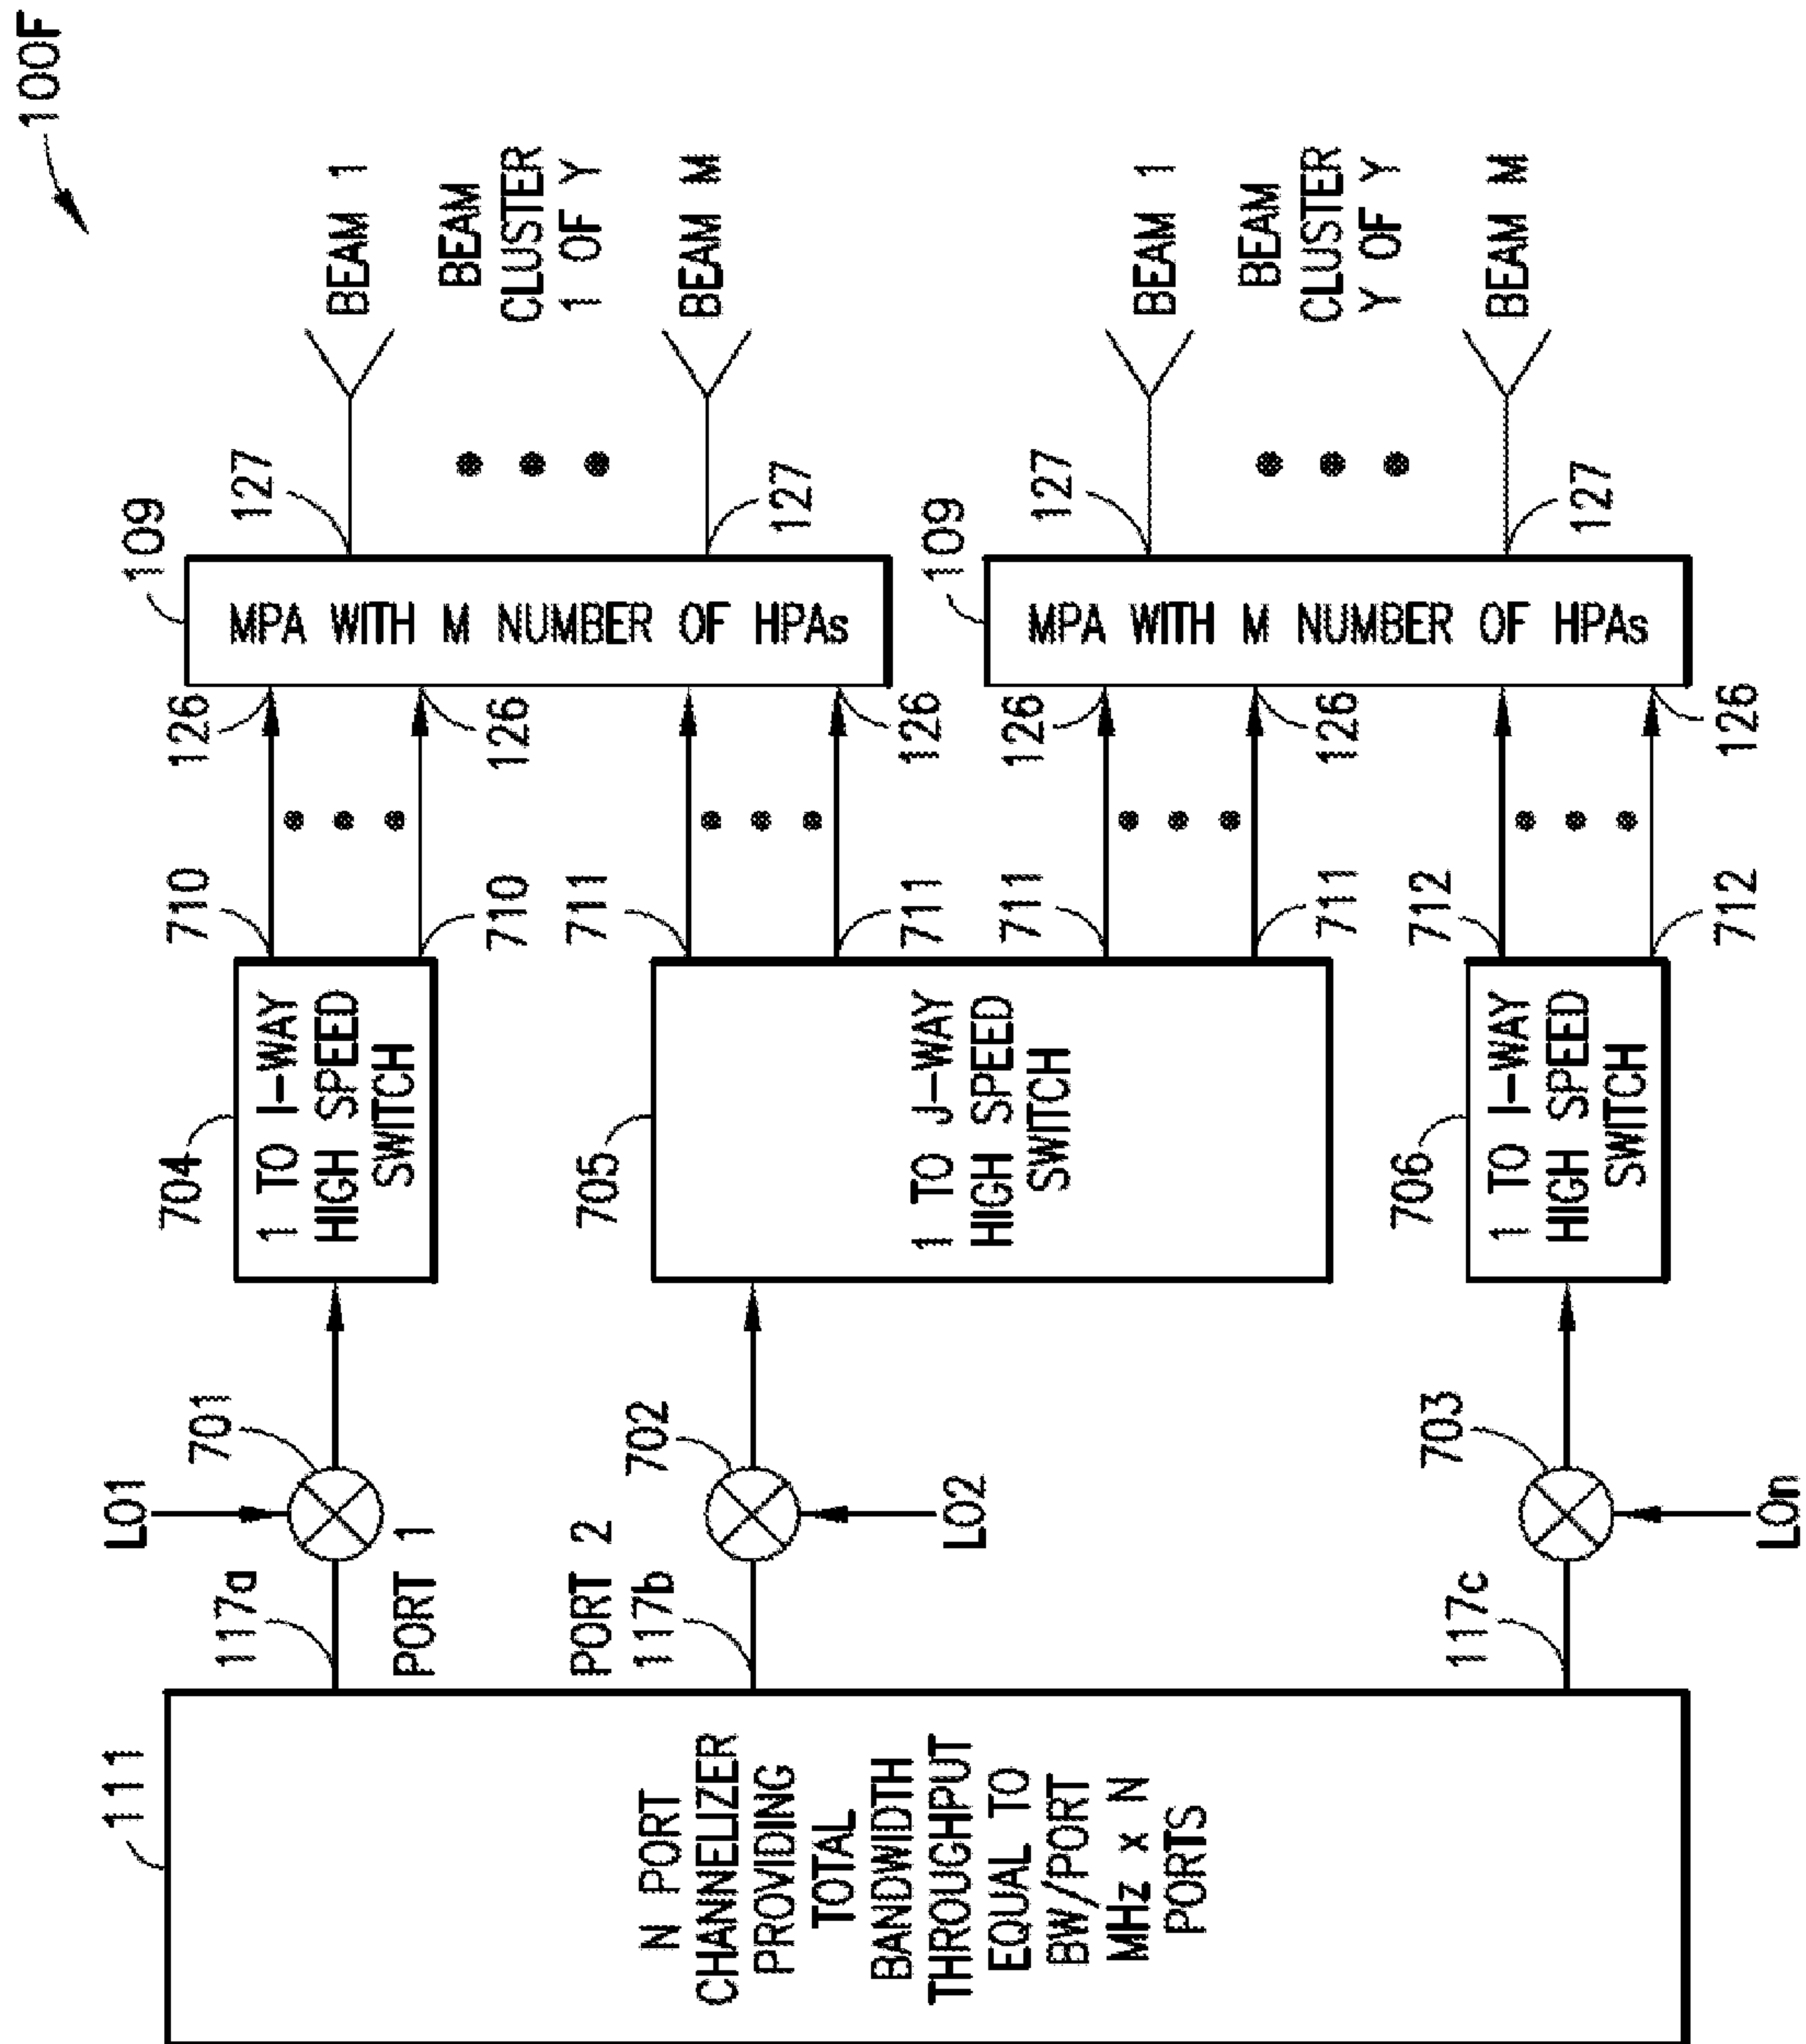 100F
111
N PORT
CHANNELIZER
PROVIDING
TOTAL
BANDWIDTH
THROUGHPUT
EQUAL TO
BW/PORT
MHz x N
PORTS
117a
PORT 1
PORT 2
117b
117c
LO1
701
702
LO2
703
LOn
704
1 TO I-WAY
HIGH SPEED
SWITCH
705
1 TO J-WAY
HIGH SPEED
SWITCH
706
1 TO I-WAY
HIGH SPEED
SWITCH
710
710
711
711
711
711
712
712
126
126
126
126
126
126
109
MPA WITH M NUMBER OF HPAs
109
MPA WITH M NUMBER OF HPAs
127
127
127
127
BEAM 1
BEAM
CLUSTER
1 OF Y
BEAM M
BEAM 1
BEAM
CLUSTER
Y OF Y
BEAM M